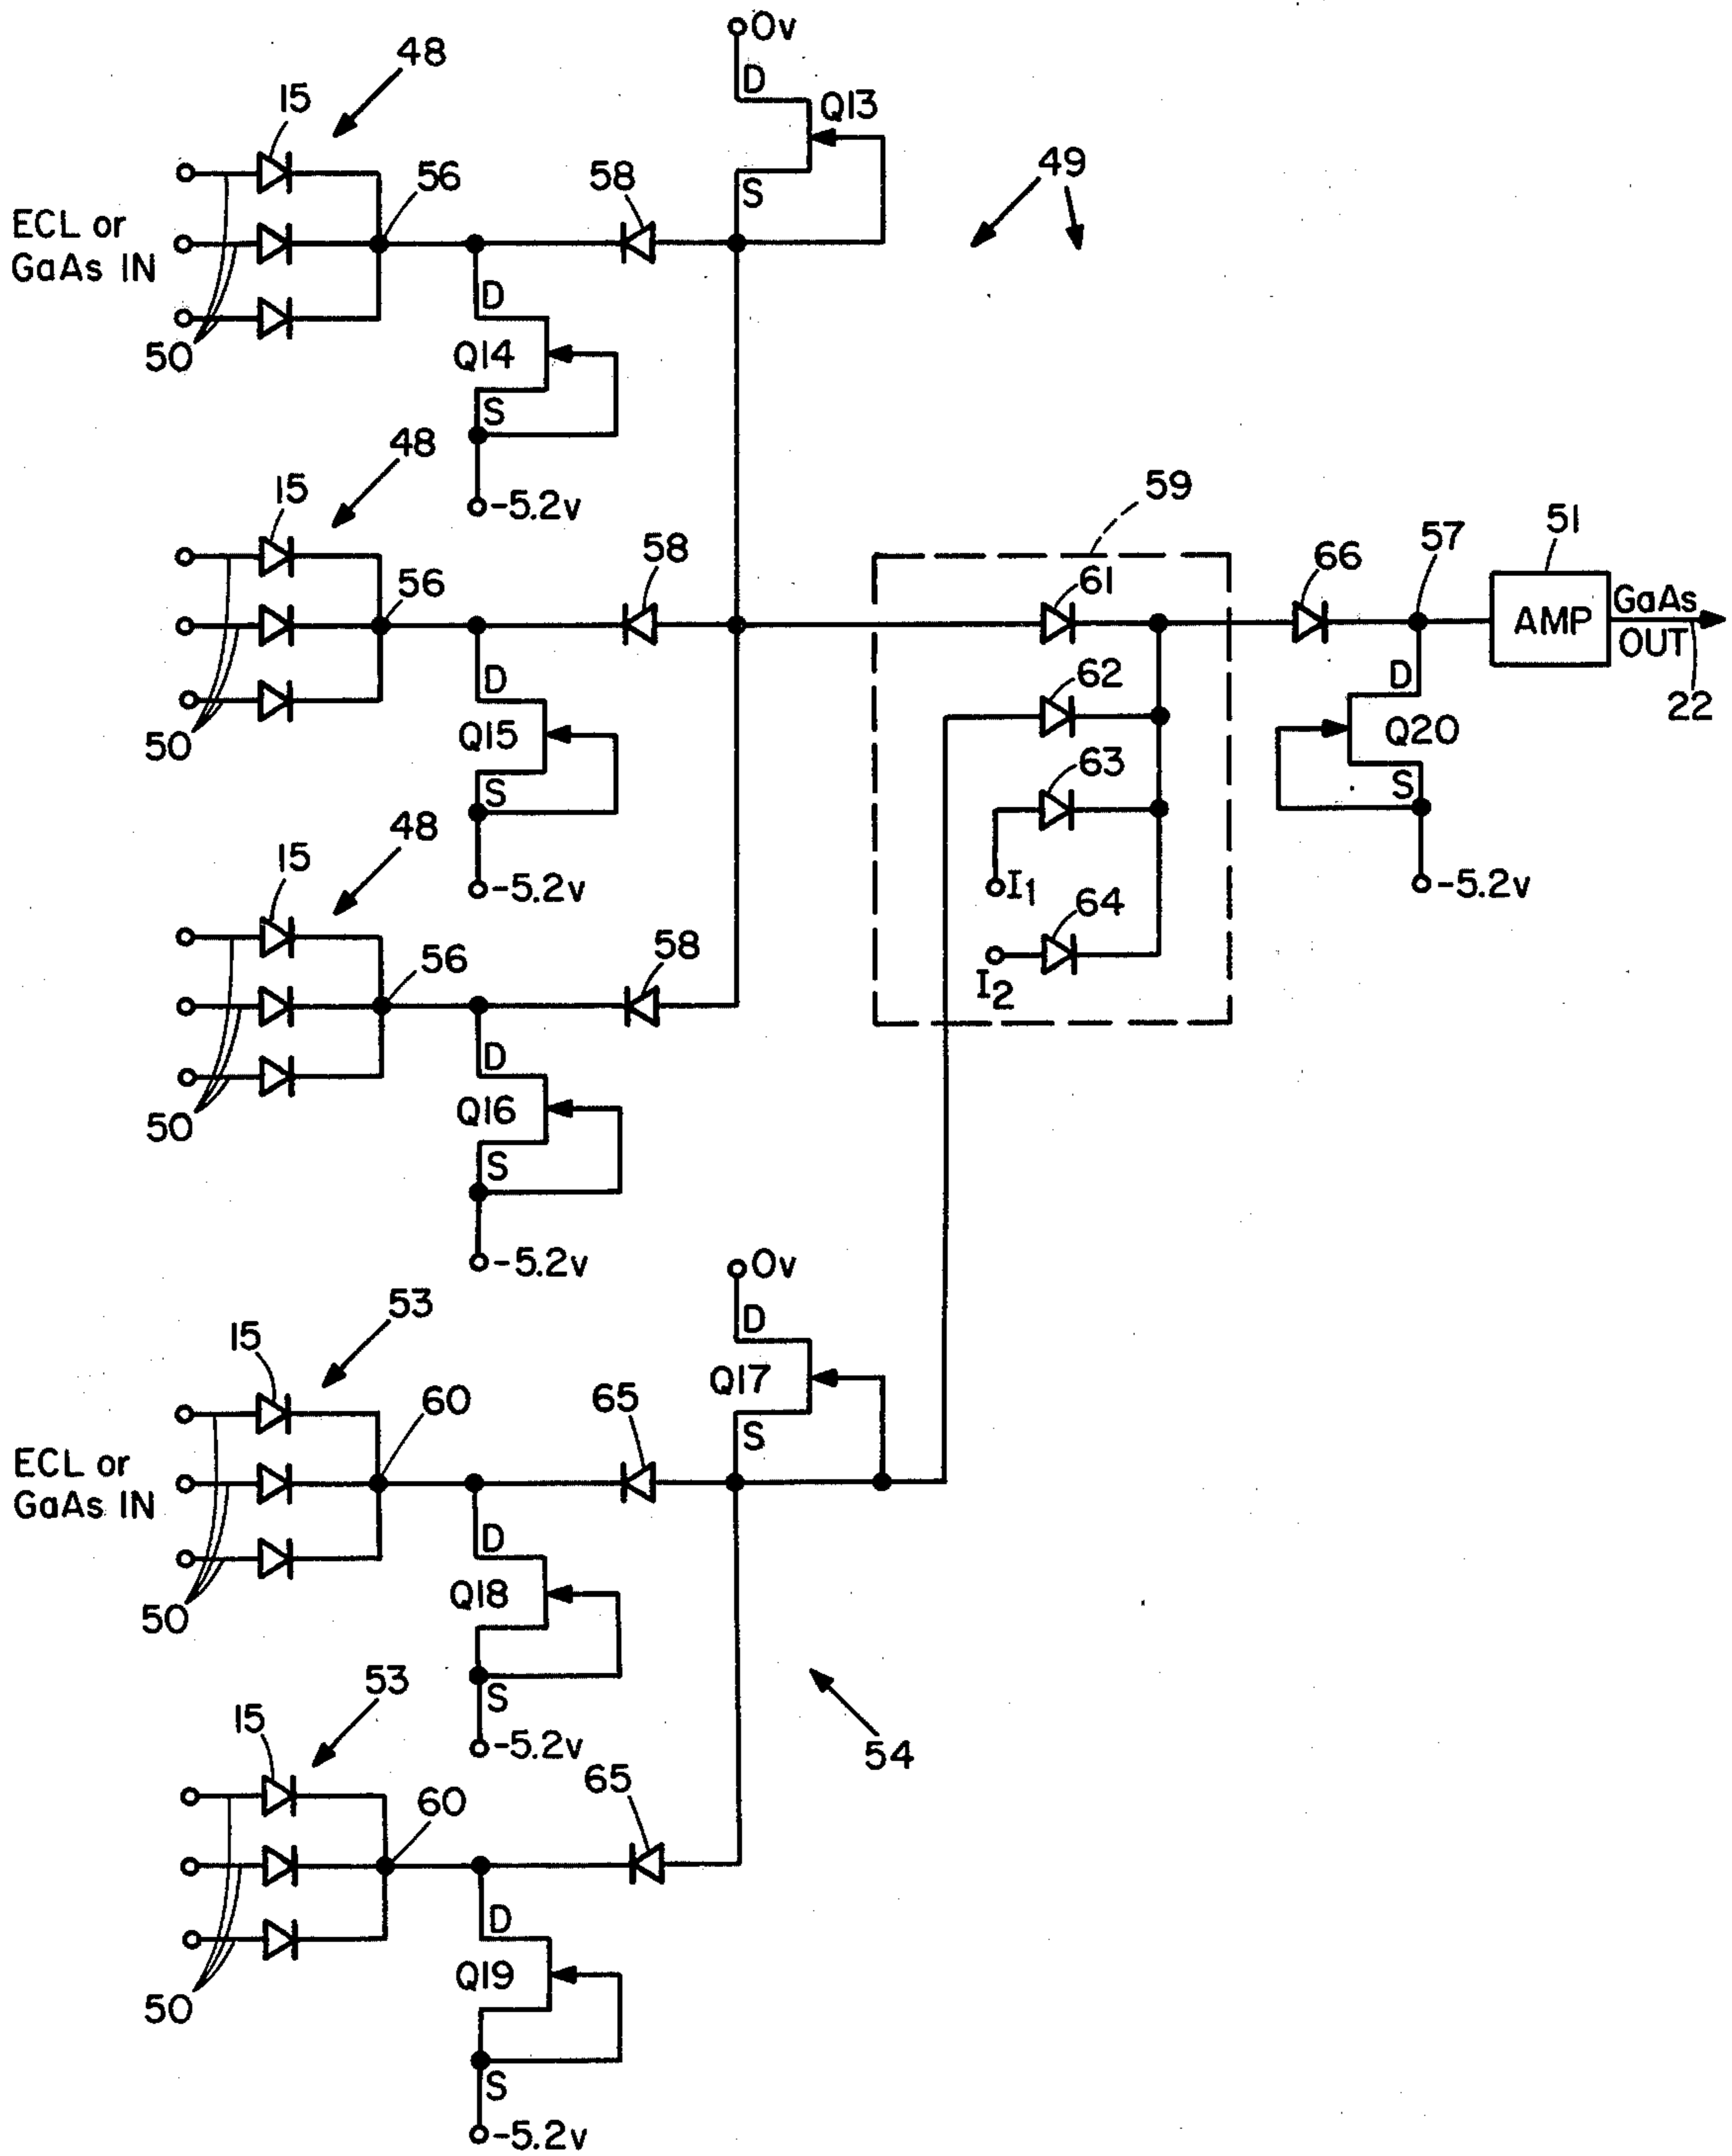 0v
48
D
15
Q13
49
56
58
S
ECL or
GaAs IN
D
50
Q14
S
48
-5.2v
15
59
51
58
57
66
56
61
GaAs
AMP
OUT
D
62
D
22
50
Q15
Q20
63
S
S
48
15
-5.2v
I1
-5.2v
64
56
58
I2
D
50
Q16
S
-5.2v
0v
53
D
15
Q17
60
65
S
ECL or
GaAs IN
D
50
Q18
53
S
15
-5.2v
54
65
60
D
50
Q19
S
-5.2v